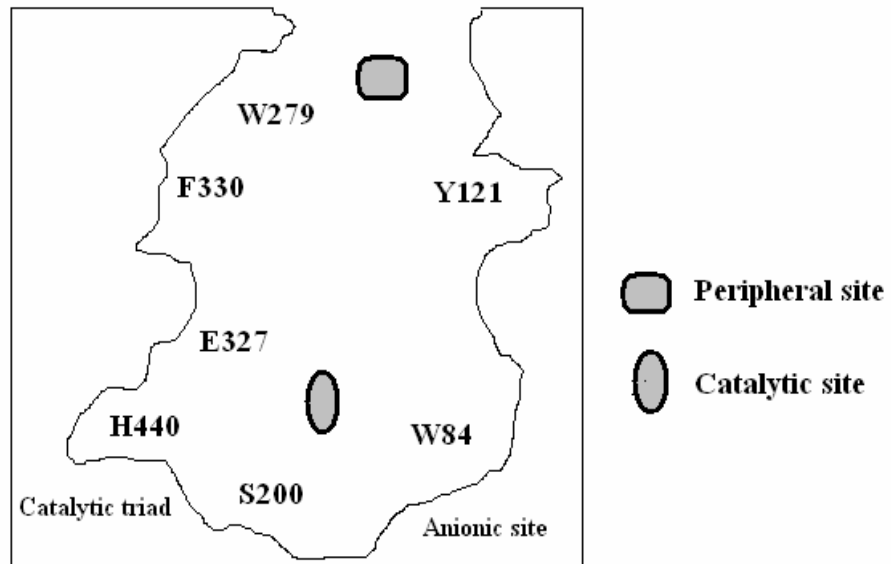 W279
F330
Y121
E327
H440
W84
S200
Catalytic triad
Anionic site
Peripheral site
Catalytic site